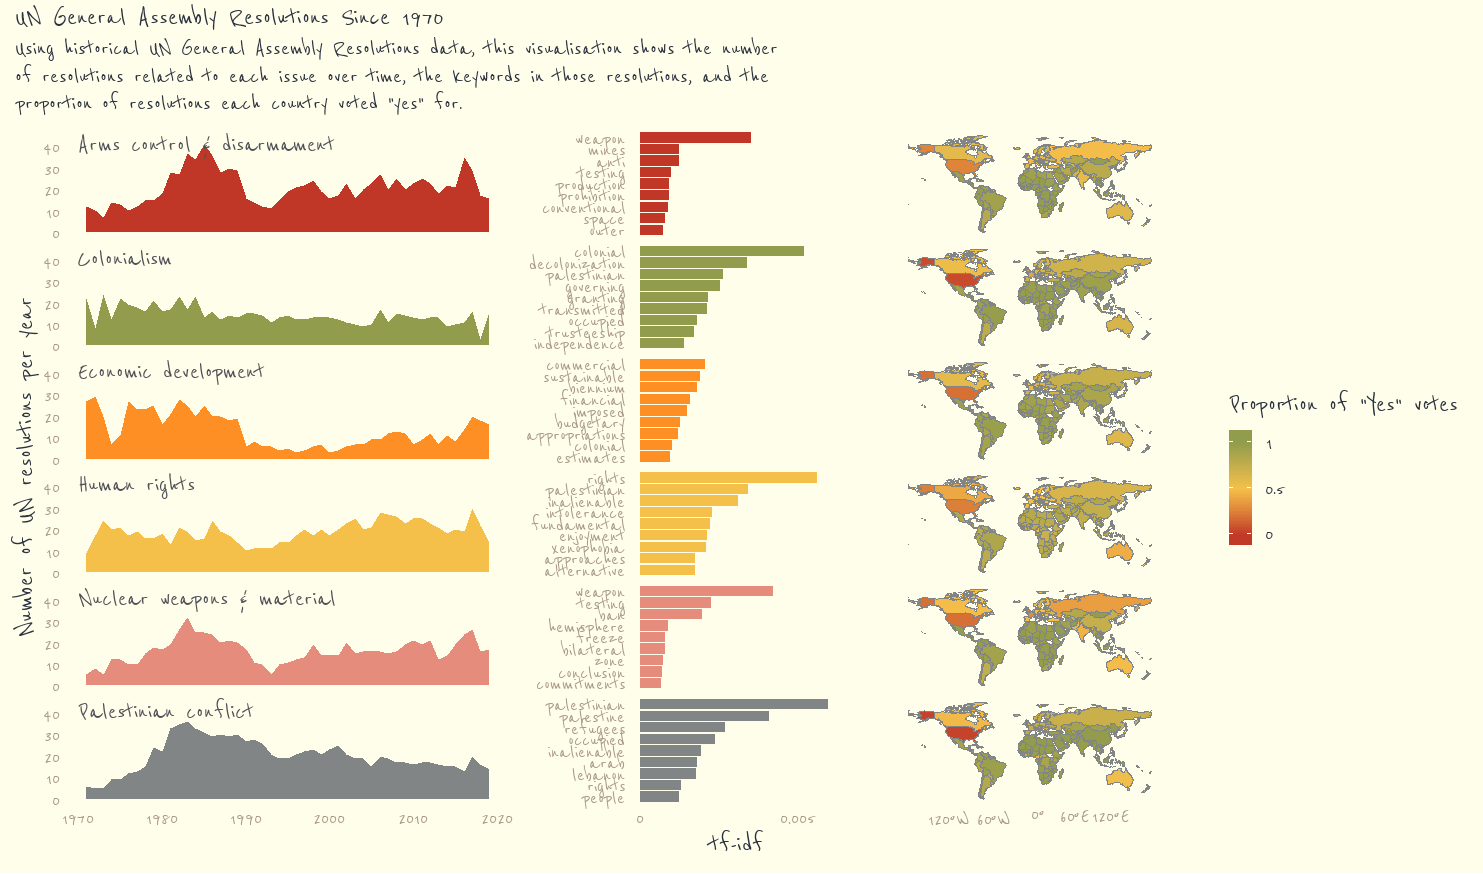 UN General Assembly Resolutions Since 1970
Using historical UN General Assembly Resolutions data, this visualisation shows the number
of resolutions related to each issue over time, the keywords in those resolutions, and the
proportion of resolutions each country voted "yes" for.
Number of UN resolutions per year
Arms control & disarmament
40
30
20
10
0
weapon
mines
anti
testing
production
prohibition
conventional
space
outer
Colonialism
40
30
20
10
0
colonial
decolonization
palestinian
governing
granting
transmitted
occupied
trusteeship
independence
Economic development
40
30
20
10
0
commercial
sustainable
biennium
financial
imposed
budgetary
appropriations
colonial
estimates
Human rights
40
30
20
10
0
rights
palestinian
inalienable
intolerance
fundamental
enjoyment
xenophobia
approaches
alternative
Nuclear weapons & material
40
30
20
10
0
weapon
testing
ban
hemisphere
freeze
bilateral
zone
conclusion
commitments
Palestinian conflict
40
30
20
10
0
palestinian
palestine
refugees
occupied
inalienable
arab
lebanon
rights
people
1970 1980 1990 2000 2010 2020
0 0.005
tf-idf
120°W 60°W 0° 60°E 120°E
Proportion of "Yes" votes
1
0.5
0